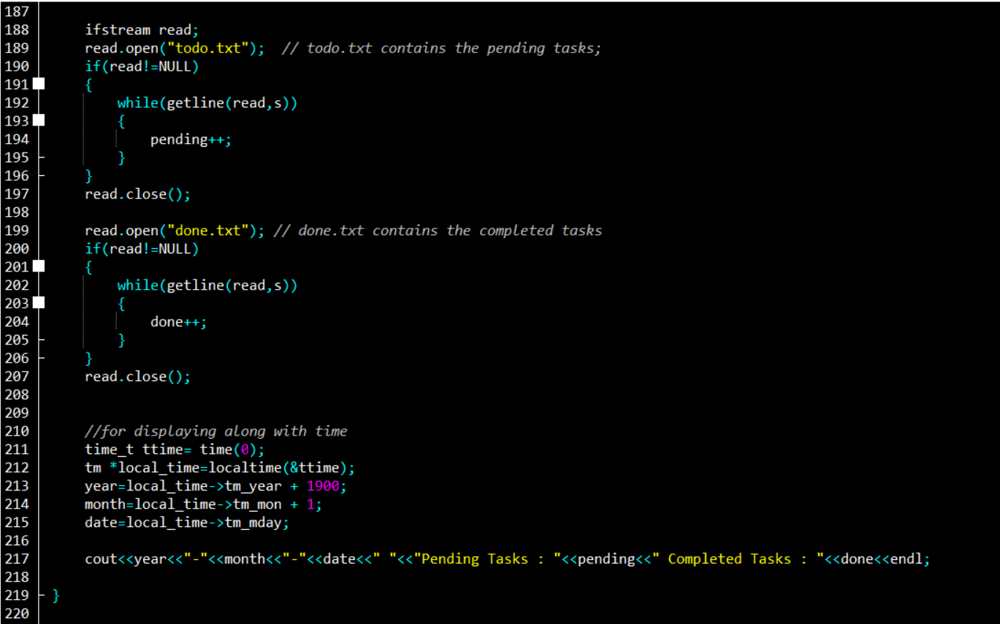 187
188 ifstream read;
189 read.open("todo.txt"); // todo.txt contains the pending tasks;
190 if(read!=NULL)
191 {
192 while(getline(read,s))
193 {
194 pending++;
195 }
196 }
197 read.close();
198
199 read.open("done.txt"); // done.txt contains the completed tasks
200 if(read!=NULL)
201 {
202 while(getline(read,s))
203 {
204 done++;
205 }
206 }
207 read.close();
208
209
210 //for displaying along with time
211 time_t ttime= time(0);
212 tm *local_time=localtime(&ttime);
213 year=local_time->tm_year + 1900;
214 month=local_time->tm_mon + 1;
215 date=local_time->tm_mday;
216
217 cout<<year<<"-"<<month<<"-"<<date<<" "<<"Pending Tasks : "<<pending<<" Completed Tasks : "<<done<<endl;
218
219 }
220